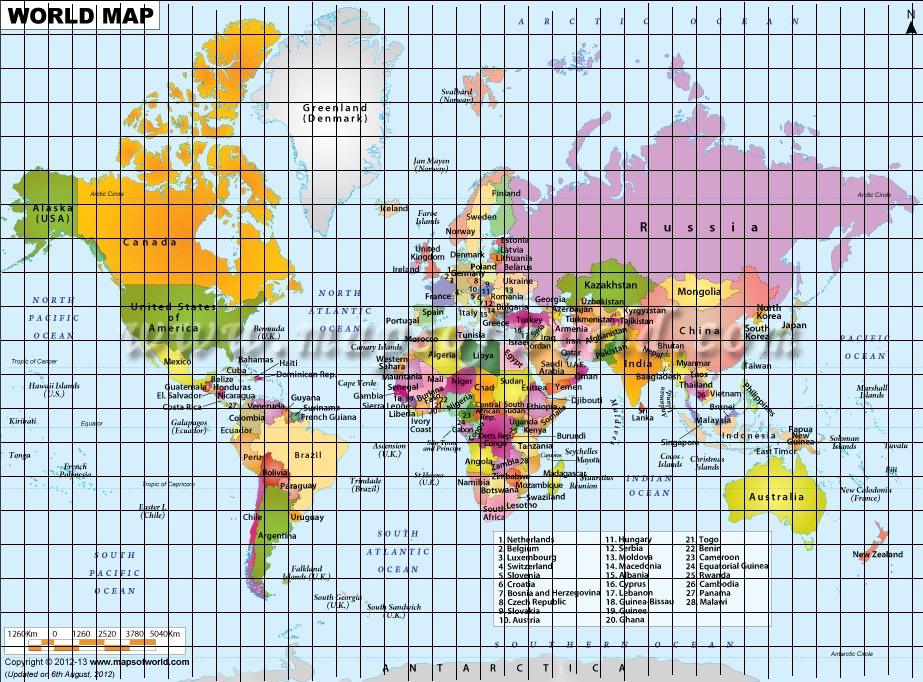 WORLD MAP
N
ARCTIC OCEAN
Greenland
(Denmark)
Svalbard
(Norway)
Jan Mayen
(Norway)
Arctic Circle
Arctic Circle
Alaska
(USA)
Canada
Iceland
Faroe
Islands
Finland
Sweden
Norway
Russia
United
Kingdom
Ireland
Denmark
Estonia
Latvia
Lithuania
Belarus
Poland
Germany
Ukraine
France
Romania
Bulgaria
Italy
Spain
Portugal
Greece
Turkey
Georgia
Azerbaijan
Armenia
Kazakhstan
Uzbekistan
Turkmenistan
Kyrgyzstan
Tajikistan
Mongolia
China
North
Korea
South
Korea
Japan
NORTH
PACIFIC
OCEAN
United States
of
America
NORTH
ATLANTIC
OCEAN
Bermuda
(U.K.)
PACIFIC
OCEAN
Tropic of Cancer
Hawaii Islands
(U.S.)
Kiribati
Equator
Mexico
Bahamas
Cuba
Haiti
Dominican Rep.
Belize
Guatemala
Honduras
El. Salvador
Nicaragua
Costa Rica
27
Venezuela
Guyana
Suriname
French Guiana
Colombia
Galapagos
(Ecuador)
Ecuador
Peru
Brazil
Bolivia
Paraguay
Chile
Uruguay
Argentina
Canary Islands
Cape Verde
Morocco
Tunisia
Algeria
Libya
Egypt
Western
Sahara
Mauritania
Mali
Niger
Chad
Sudan
Senegal
Gambia
Sierra Leone
Liberia
Ivory
Coast
Burkina
Nigeria
Central
African
Rep.
South
Sudan
Eritrea
Ethiopia
Djibouti
Somalia
Uganda
Kenya
Gabon
Dem. Rep.
Congo
Burundi
Tanzania
Angola
Zambia
Zimbabwe
Mozambique
Madagascar
Namibia
Botswana
Swaziland
Lesotho
South
Africa
Syria
Israel
Jordan
Iraq
Iran
Saudi
Arabia
Qatar
U.A.E.
Oman
Yemen
Afghanistan
Pakistan
India
Nepal
Bhutan
Bangladesh
Myanmar
Laos
Thailand
26
Vietnam
Taiwan
Philippines
Sri
Lanka
Maldives
Malaysia
Brunei
Singapore
Indonesia
East Timor
Papua
New
Guinea
Marshall
Islands
Soloman
Islands
Tuvalu
Fiji
New Caledonia
(France)
Australia
New Zealand
Cocos
Islands
Christmas
Islands
Seychelles
Mayotte
Comoros
Mauritius
Reunion
INDIAN
OCEAN
Ascension
(U.K.)
Sao Tome
Principe
St Helena
(U.K.)
Trindade
(Brazil)
Tonga
French
Polynesia
Tropic of Capricorn
Easter I.
(Chile)
SOUTH
PACIFIC
OCEAN
SOUTH
ATLANTIC
OCEAN
Falkland
Islands (U.K.)
South Georgia
(U.K.)
South Sandwich
(U.K.)
1. Netherlands
2 Belgium
3 Luxembourg
4 Switzerland
5 Slovenia
6 Croatia
7 Bosnia and Herzegovina
8 Czech Republic
9. Slovakia
10. Austria
11. Hungary
12. Serbia
13. Moldova
14. Macedonia
15. Albania
16. Cyprus
17. Lebanon
18. Guinea-Bissau
19. Guinee
20. Ghana
21. Togo
22 Benin
23 Cameroon
24 Equatorial Guinea
25 Rwanda
26 Cambodia
27 Panama
28. Malawi
SOUTHERN OCEAN
Antarctic Circle
ANTARCTICA
1260Km 0 1260 2520 3780 5040Km
Copyright © 2012-13 www.mapsofworld.com
(Updated on 6th August, 2012)